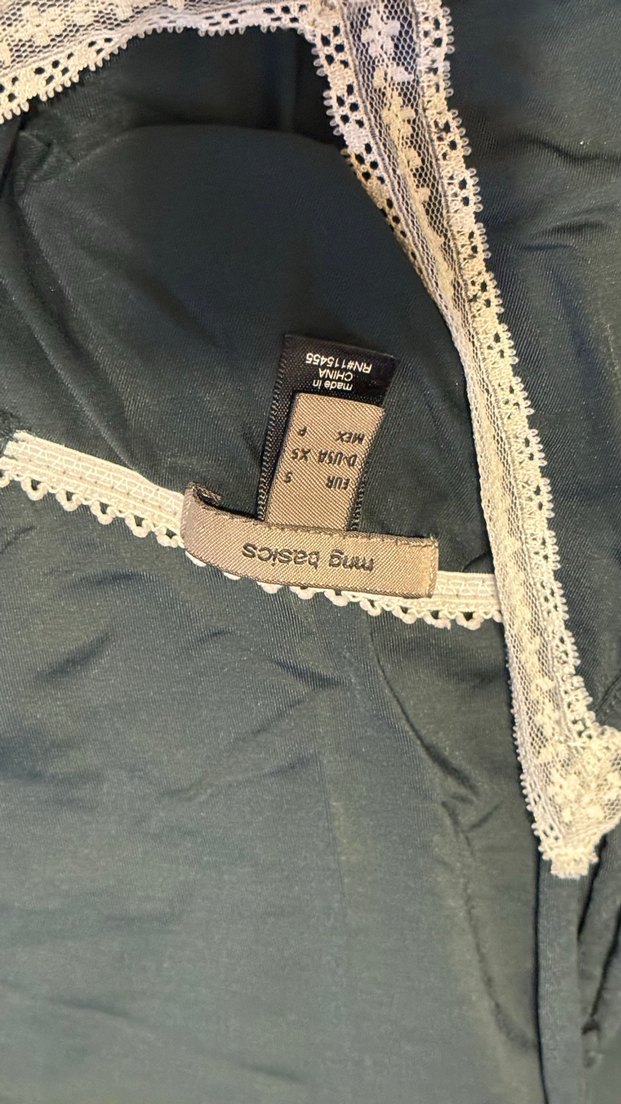 mng basics
EUR S
D-USA XS
MEX P
made in
CHINA
RN#115455